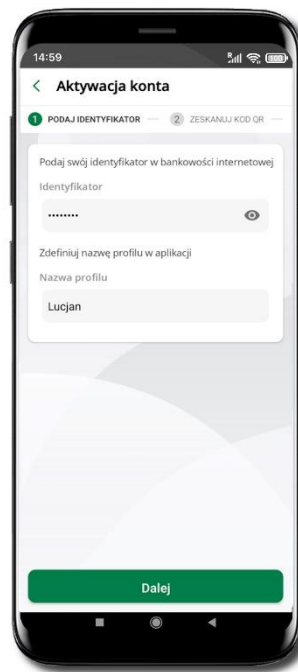 14:59
Aktywacja konta
1 PODAJ IDENTYFIKATOR 2 ZESKANUJ KOD QR
Podaj swój identyfikator w bankowości internetowej
Identyfikator
••••••••
Zdefiniuj nazwę profilu w aplikacji
Nazwa profilu
Lucjan
Dalej